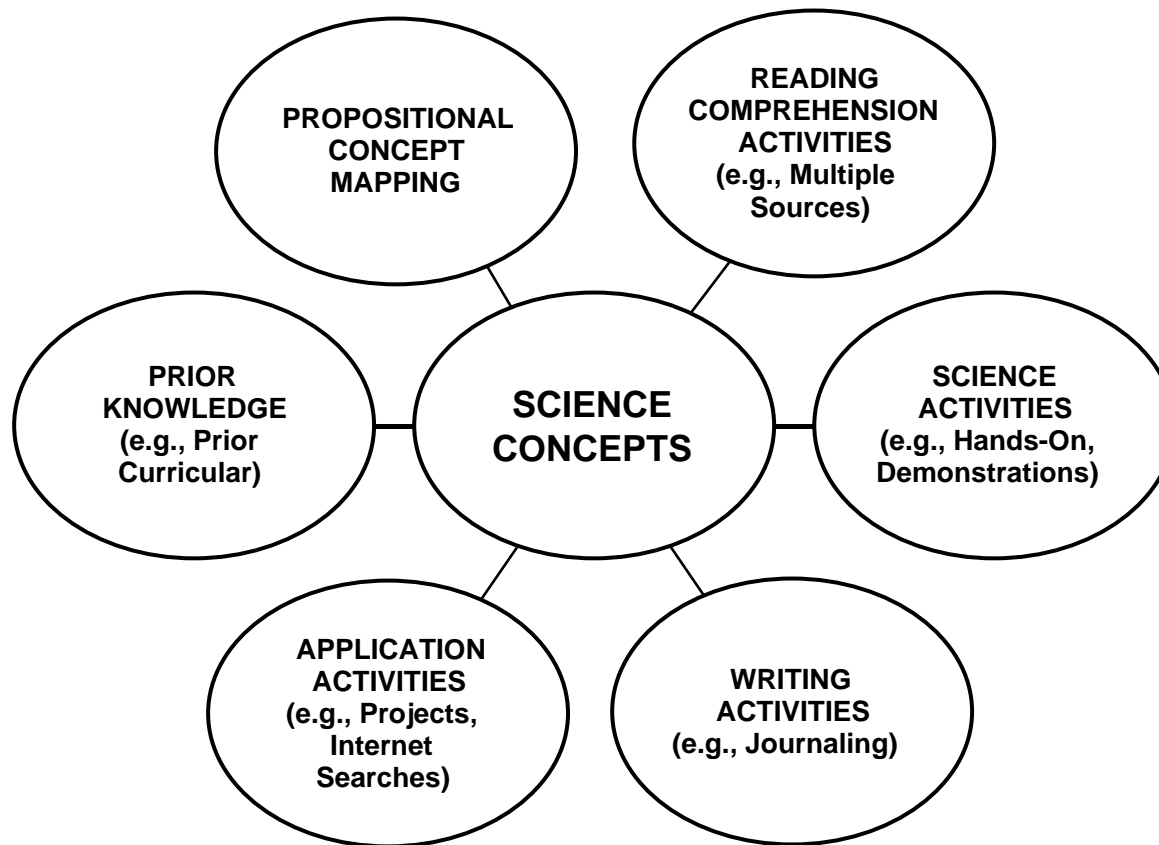 PROPOSITIONAL
CONCEPT
MAPPING
READING
COMPREHENSION
ACTIVITIES
(e.g., Multiple
Sources)
PRIOR
KNOWLEDGE
(e.g., Prior
Curricular)
SCIENCE
CONCEPTS
SCIENCE
ACTIVITIES
(e.g., Hands-On,
Demonstrations)
APPLICATION
ACTIVITIES
(e.g., Projects,
Internet
Searches)
WRITING
ACTIVITIES
(e.g., Journaling)